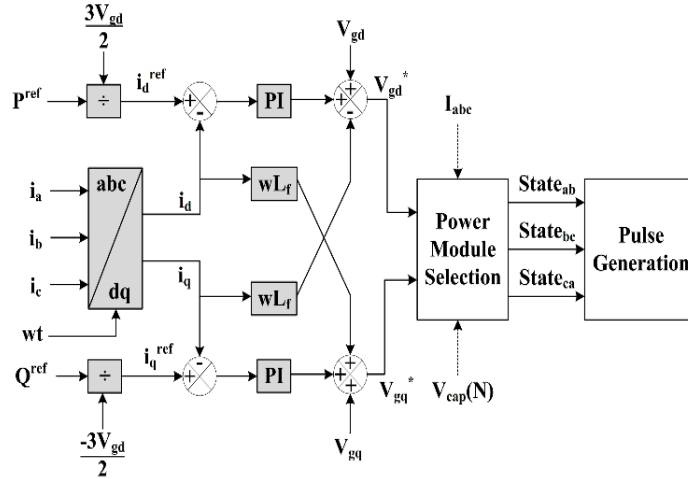 3V_gd
2
V_gd
P^ref
÷
i_d^ref
+
-
PI
+
+
-
V_gd^*
I_abc
i_a
i_b
i_c
wt
abc
dq
i_d
i_q
wL_f
wL_f
Power
Module
Selection
State_ab
State_bc
State_ca
Pulse
Generation
Q^ref
÷
i_q^ref
-
+
PI
+
+
+
V_gq^*
V_cap(N)
-3V_gd
2
V_gq